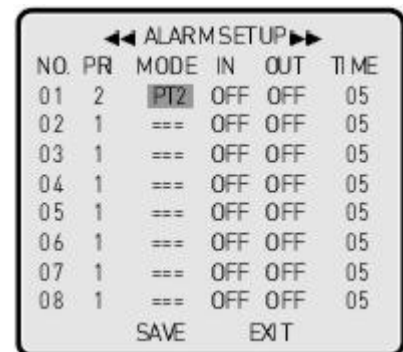 ◀◀ ALARM SETUP ▶▶
NO. PRI MODE IN OUT TIME
01 2 PT2 OFF OFF 05
02 1 === OFF OFF 05
03 1 === OFF OFF 05
04 1 === OFF OFF 05
05 1 === OFF OFF 05
06 1 === OFF OFF 05
07 1 === OFF OFF 05
08 1 === OFF OFF 05
SAVE EXIT